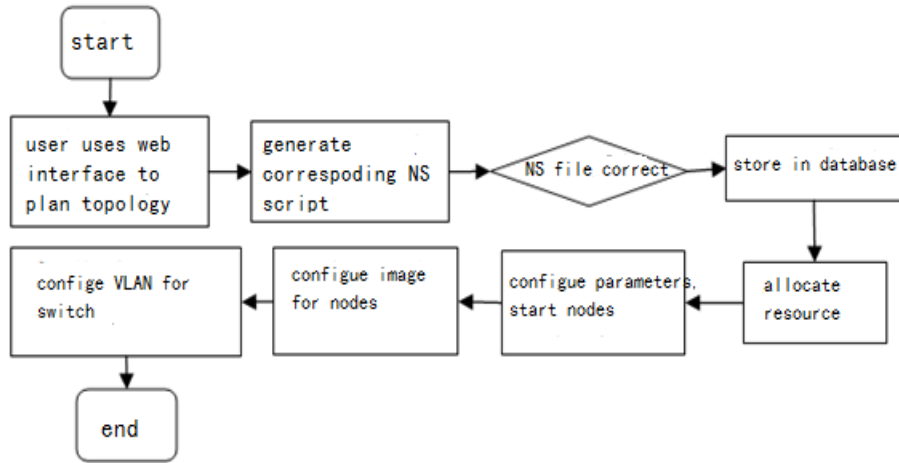 start
user uses web
interface to
plan topology
generate
correspoding NS
script
NS file correct
store in database
allocate
resource
configue parameters,
start nodes
configue image
for nodes
confige VLAN for
switch
end